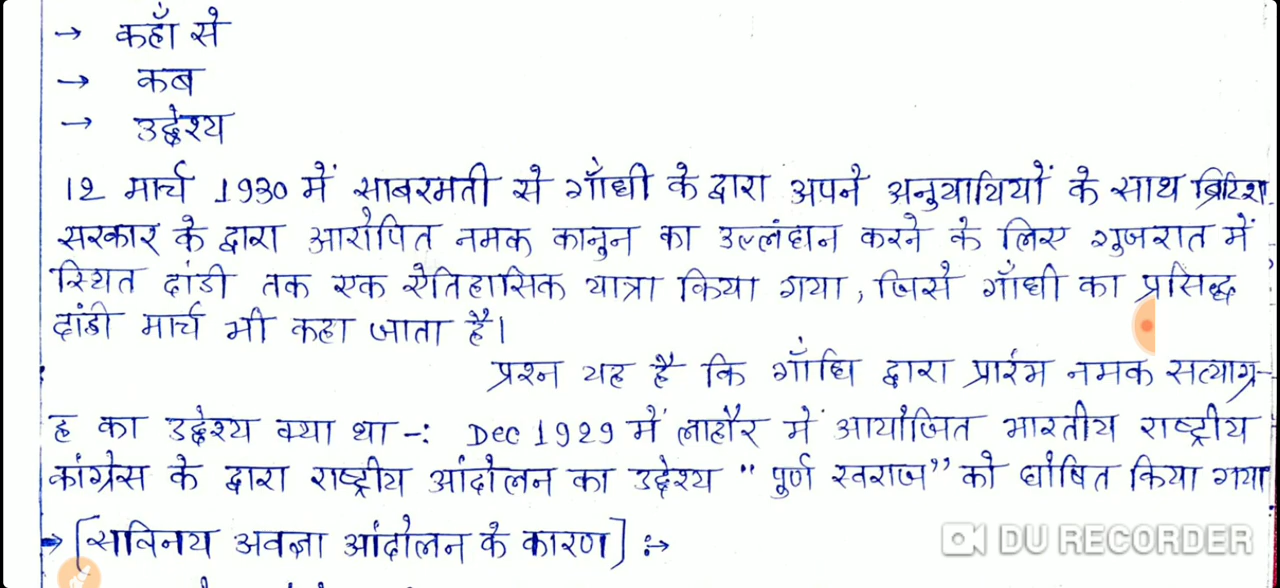 → कहाँ से
→ कब
→ उद्देश्य
12 मार्च 1930 में साबरमती से गाँधी के द्वारा अपने अनुयायियों के साथ ब्रिटिश
सरकार के द्वारा आरोपित नमक कानुन का उल्लंघन करने के लिए गुजरात में
स्थित दांडी तक एक ऐतिहासिक यात्रा किया गया, जिसे गाँधी का प्रसिद्ध
दांडी मार्च भी कहा जाता है।
प्रश्न यह है कि गाँधि द्वारा प्रारंभ नमक सत्याग्र-
ह का उद्देश्य क्या था -: Dec 1929 में लाहौर में आयोजित भारतीय राष्ट्रीय
कांग्रेस के द्वारा राष्ट्रीय आंदोलन का उद्देश्य "पुर्ण स्वराज" को घोषित किया गया
→ [सविनय अवज्ञा आंदोलन के कारण] :→
DU RECORDER